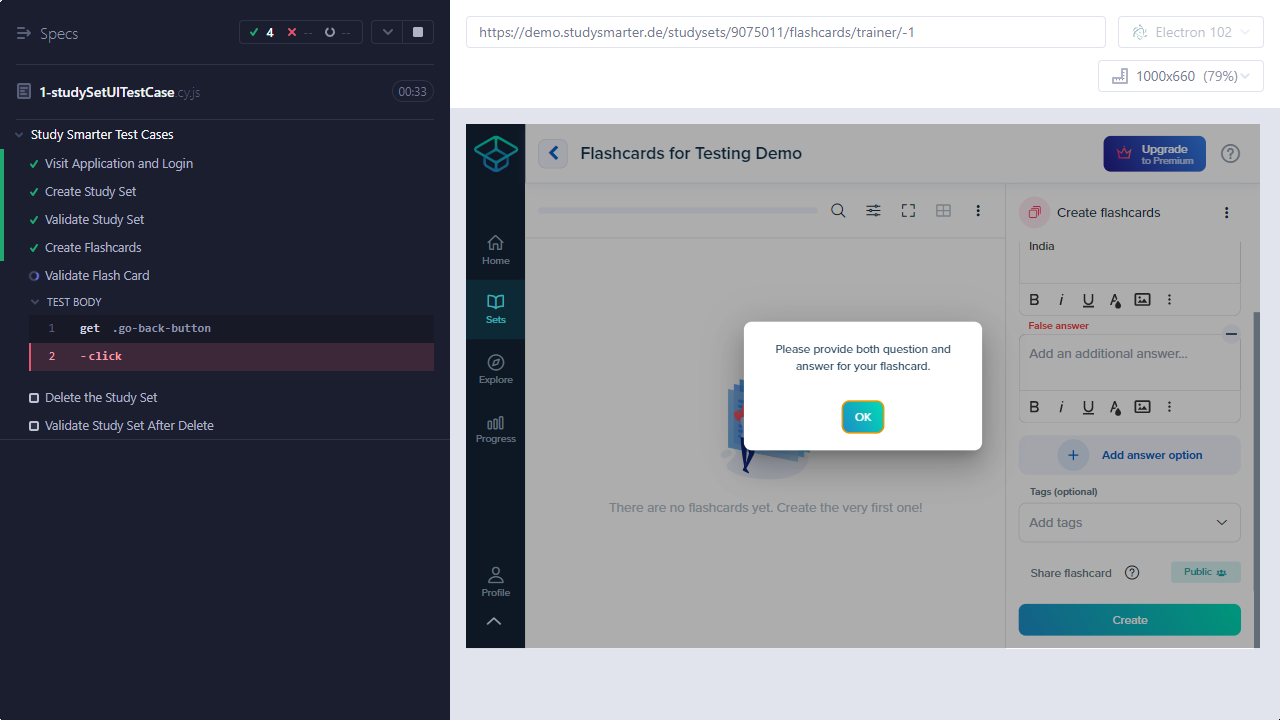 Specs
4
--
--
1-studySetUITestCase.cy.js
00:33
Study Smarter Test Cases
Visit Application and Login
Create Study Set
Validate Study Set
Create Flashcards
Validate Flash Card
TEST BODY
1 get .go-back-button
2 -click
Delete the Study Set
Validate Study Set After Delete
https://demo.studysmarter.de/studysets/9075011/flashcards/trainer/-1
Electron 102
1000x660 (79%)
Flashcards for Testing Demo
Upgrade
to Premium
Home
Sets
Explore
Progress
Profile
There are no flashcards yet. Create the very first one!
Please provide both question and
answer for your flashcard.
OK
Create flashcards
India
B I U A
False answer
Add an additional answer...
B I U A
Add answer option
Tags (optional)
Add tags
Share flashcard
Public
Create